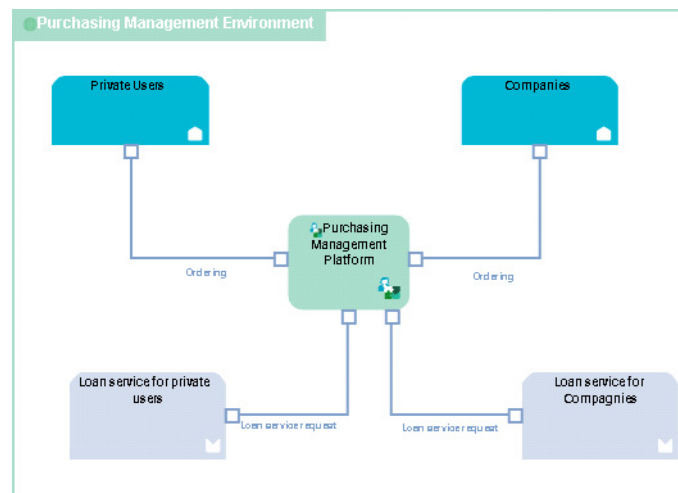 Purchasing Management Environment
Private Users
Companies
Purchasing
Management
Platform
Ordering
Ordering
Loan service for private
users
Loan service for
Compagnies
Loan service request
Loan service request